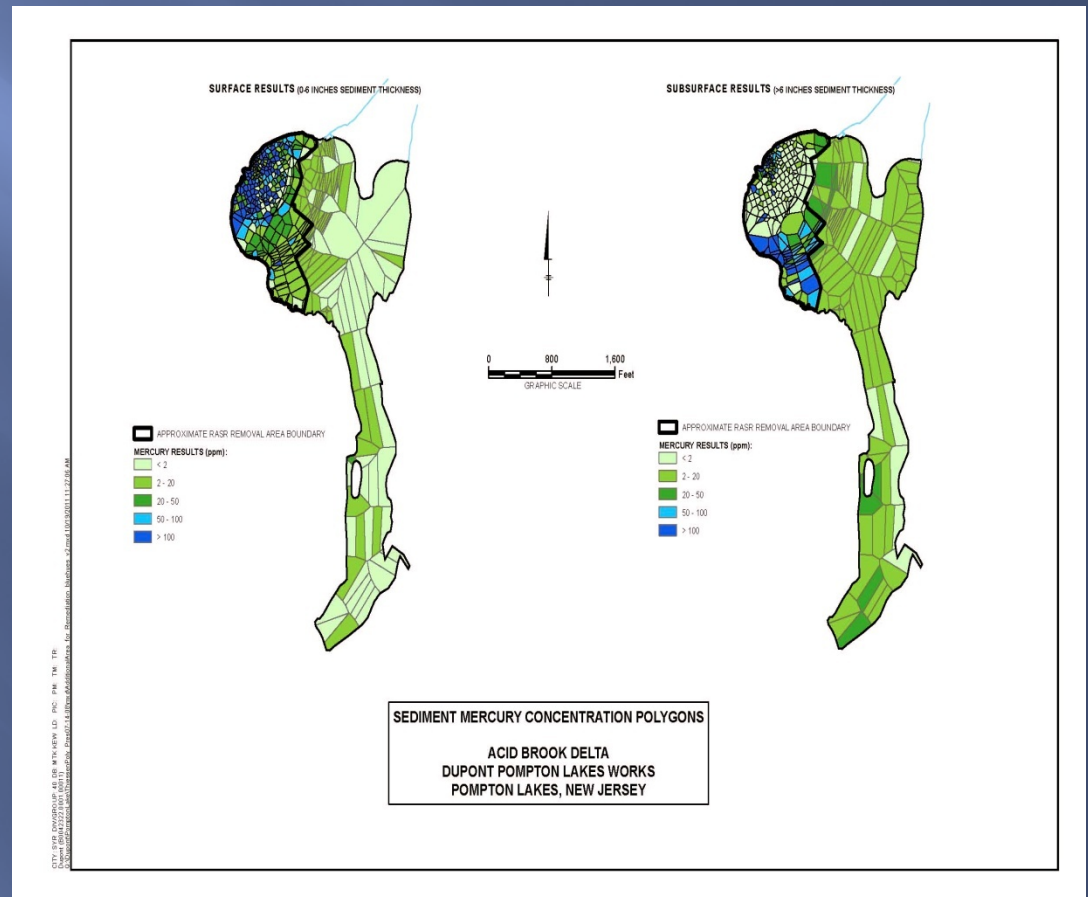 SURFACE RESULTS (0-6 INCHES SEDIMENT THICKNESS)
SUBSURFACE RESULTS (>6 INCHES SEDIMENT THICKNESS)
0 800 1,600
Feet
GRAPHIC SCALE
APPROXIMATE RASR REMOVAL AREA BOUNDARY
MERCURY RESULTS (ppm):
< 2
2 - 20
20 - 50
50 - 100
> 100
APPROXIMATE RASR REMOVAL AREA BOUNDARY
MERCURY RESULTS (ppm):
< 2
2 - 20
20 - 50
50 - 100
> 100
SEDIMENT MERCURY CONCENTRATION POLYGONS
ACID BROOK DELTA
DUPONT POMPTON LAKES WORKS
POMPTON LAKES, NEW JERSEY